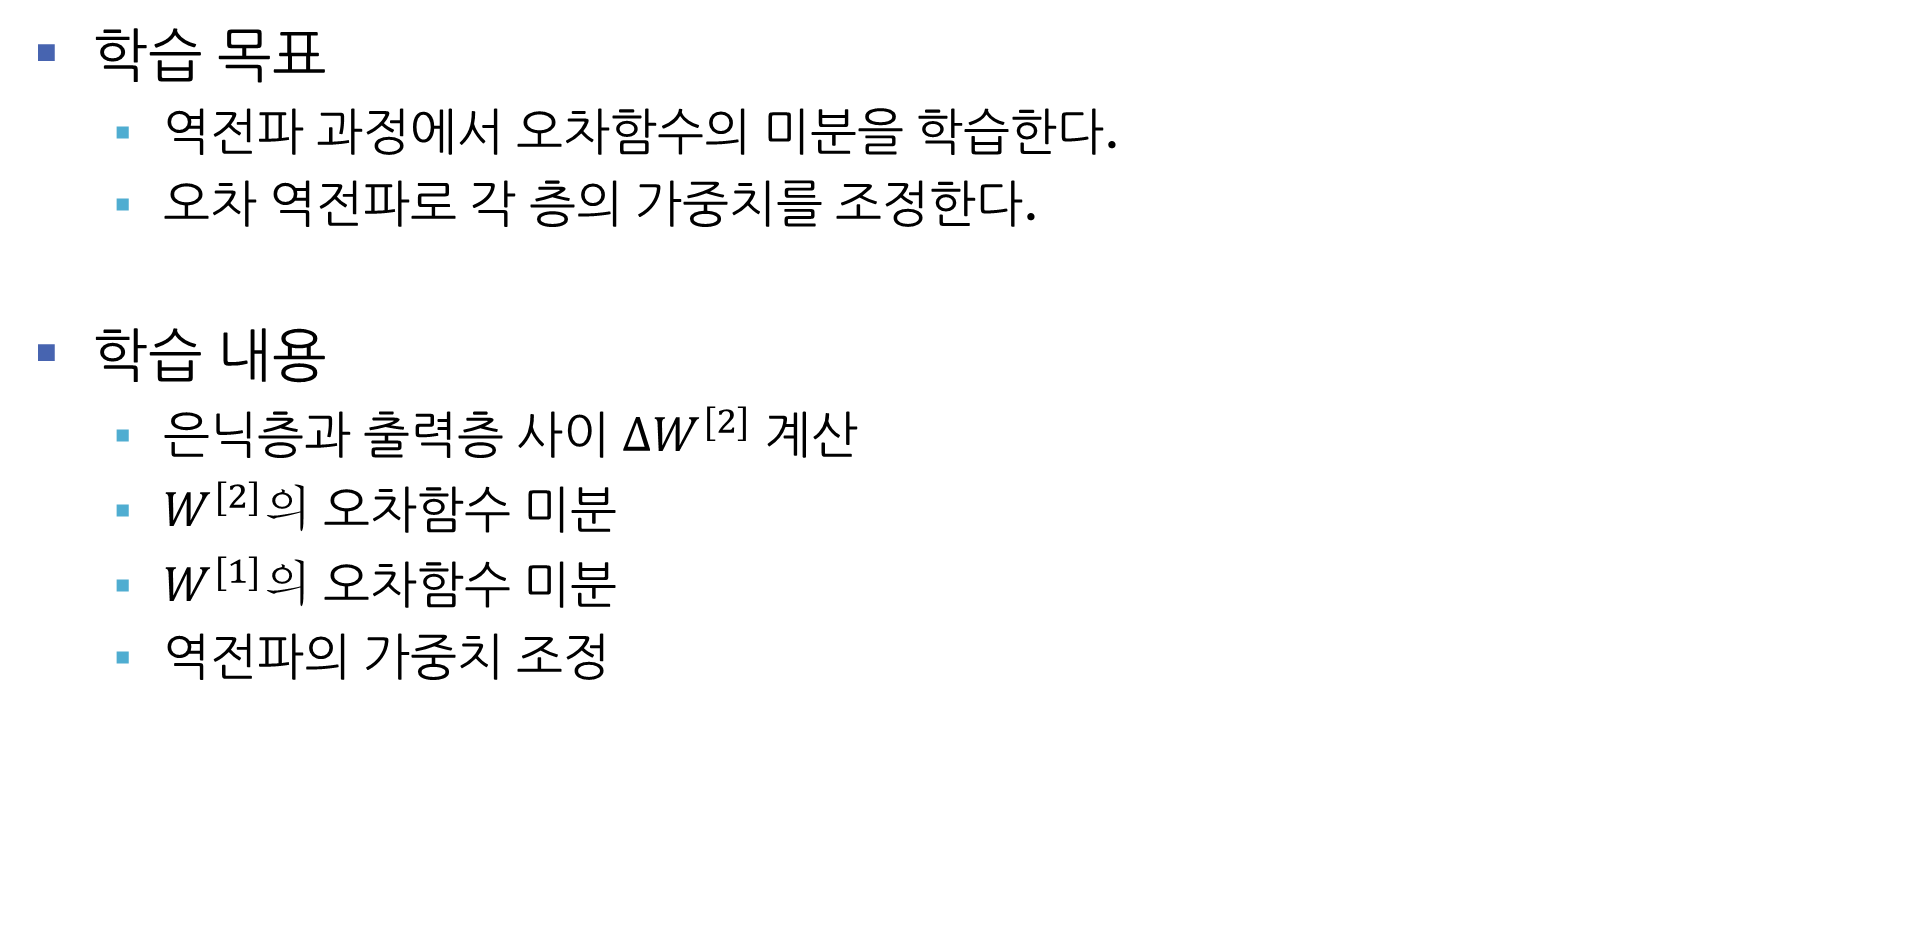 학습 목표
역전파 과정에서 오차함수의 미분을 학습한다.
오차 역전파로 각 층의 가중치를 조정한다.
학습 내용
은닉층과 출력층 사이 ΔW^[2] 계산
W^[2]의 오차함수 미분
W^[1]의 오차함수 미분
역전파의 가중치 조정